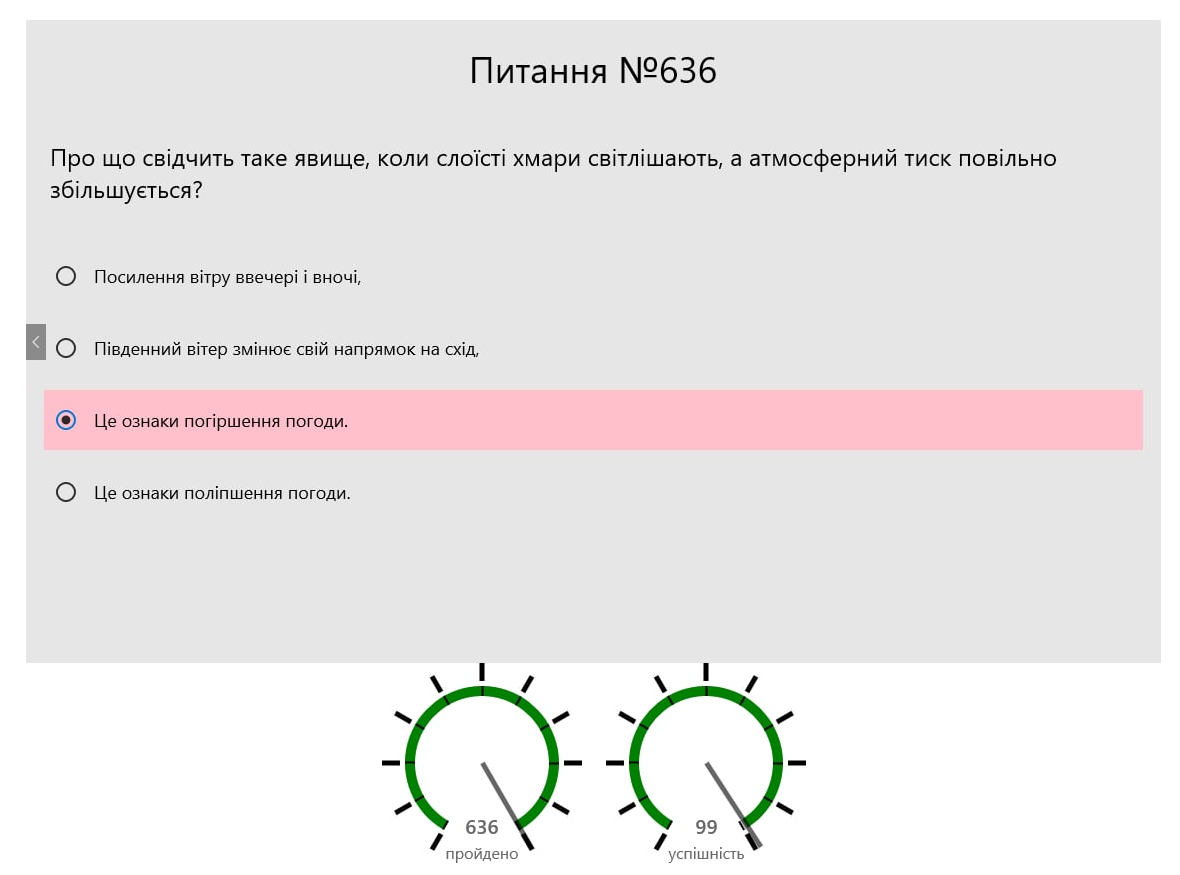 Питання №636
Про що свідчить таке явище, коли слоїсті хмари світлішають, а атмосферний тиск повільно
збільшується?
Посилення вітру ввечері і вночі,
Південний вітер змінює свій напрямок на схід,
Це ознаки погіршення погоди.
Це ознаки поліпшення погоди.
636
пройдено
99
успішність